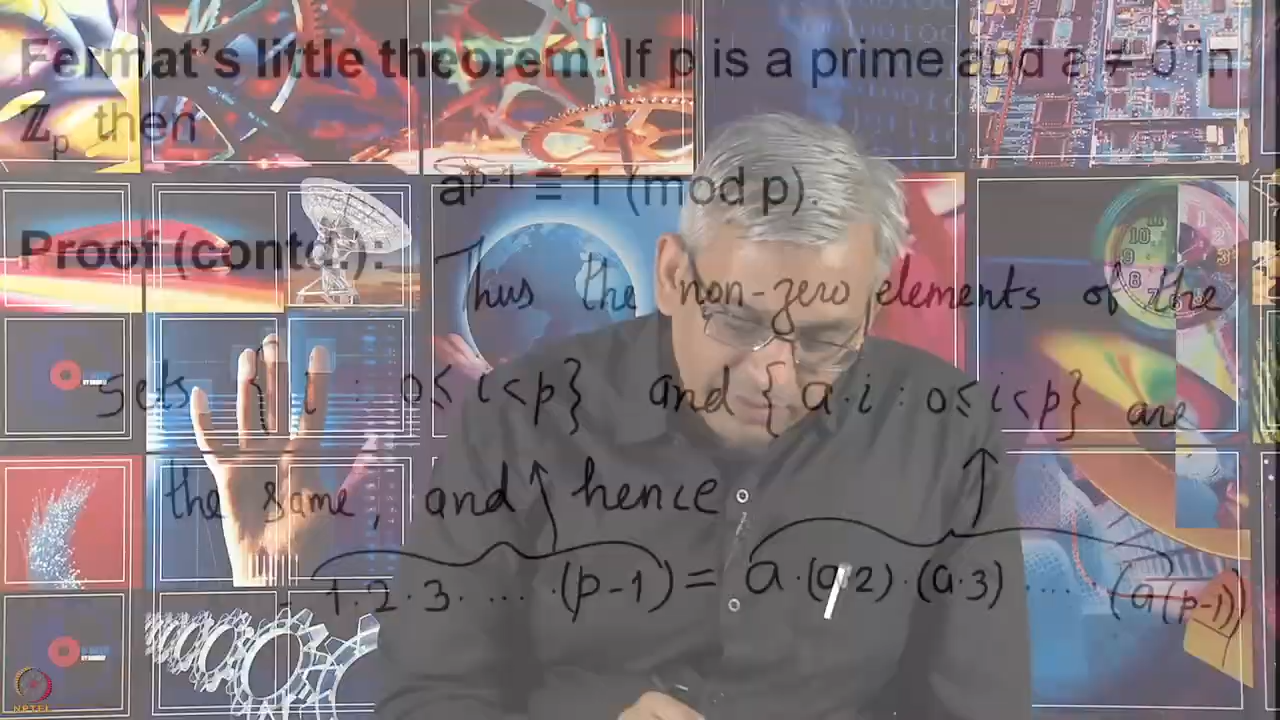 Fermat's little theorem: If p is a prime and a ≠ 0 in
ℤp then
a^(p-1) ≡ 1 (mod p).
Proof (contd.): Thus the non-zero elements of the
sets { i : 0 ≤ i < p } and { a·i : 0 ≤ i < p } are
the same, and hence
1·2·3· .... ·(p-1) = a·(a·2)·(a·3) .... (a(p-1))
NPTEL